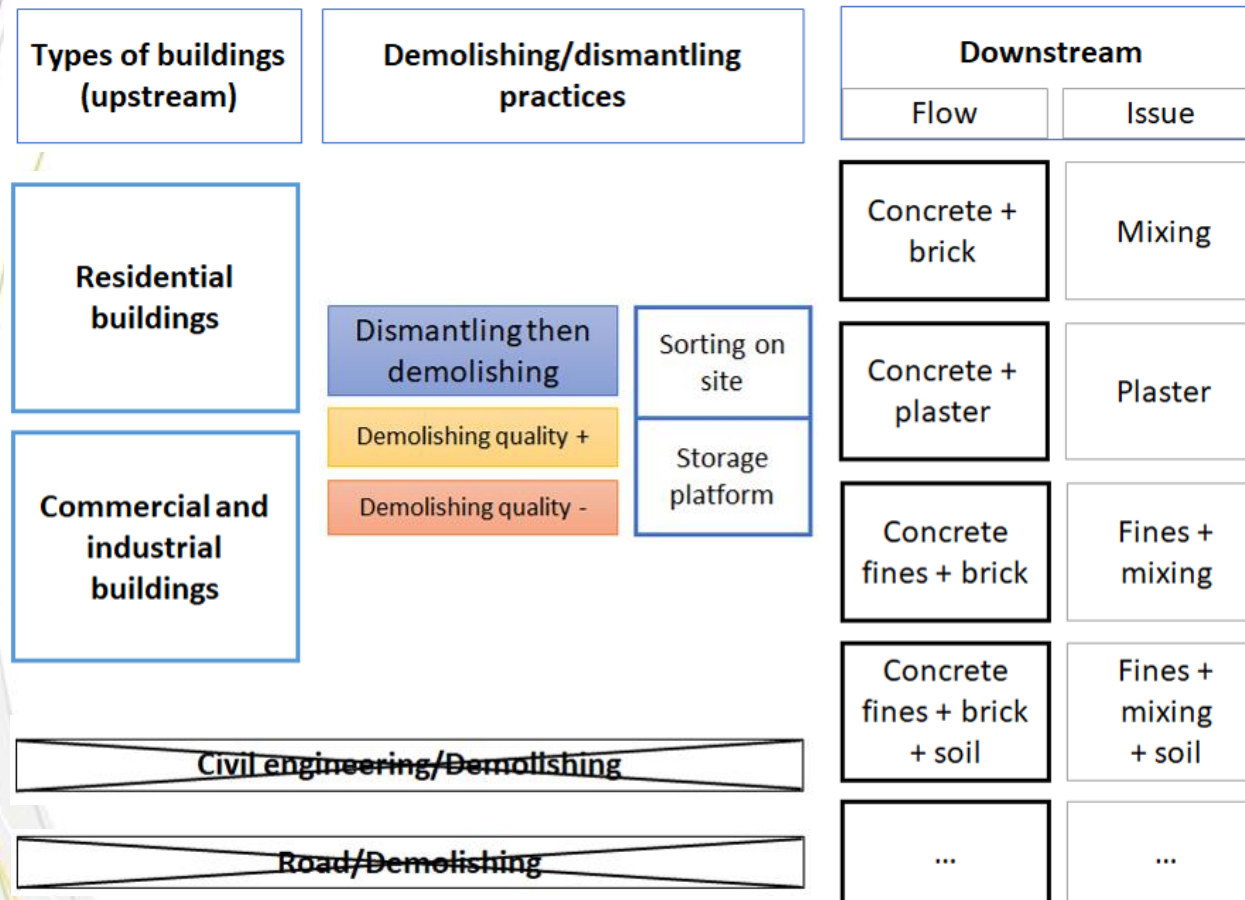 Types of buildings
(upstream)
Demolishing/dismantling
practices
Downstream
Flow
Issue
Residential
buildings
Commercial and
industrial
buildings
Dismantling then
demolishing
Demolishing quality +
Demolishing quality -
Sorting on
site
Storage
platform
Concrete +
brick
Mixing
Concrete +
plaster
Plaster
Concrete
fines + brick
Fines +
mixing
Concrete
fines + brick
+ soil
Fines +
mixing
+ soil
...
...
Civil engineering/Demolishing
Road/Demolishing